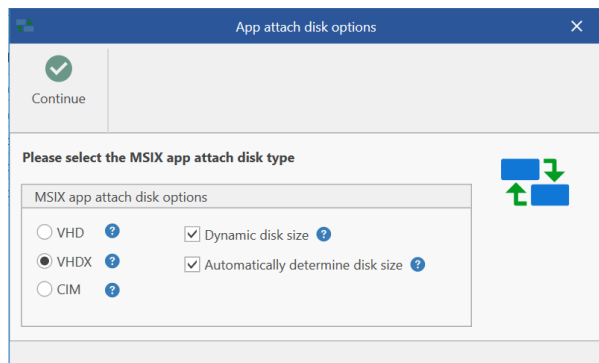 App attach disk options
Continue
Please select the MSIX app attach disk type
MSIX app attach disk options
VHD ? Dynamic disk size ?
VHDX ? Automatically determine disk size ?
CIM ?